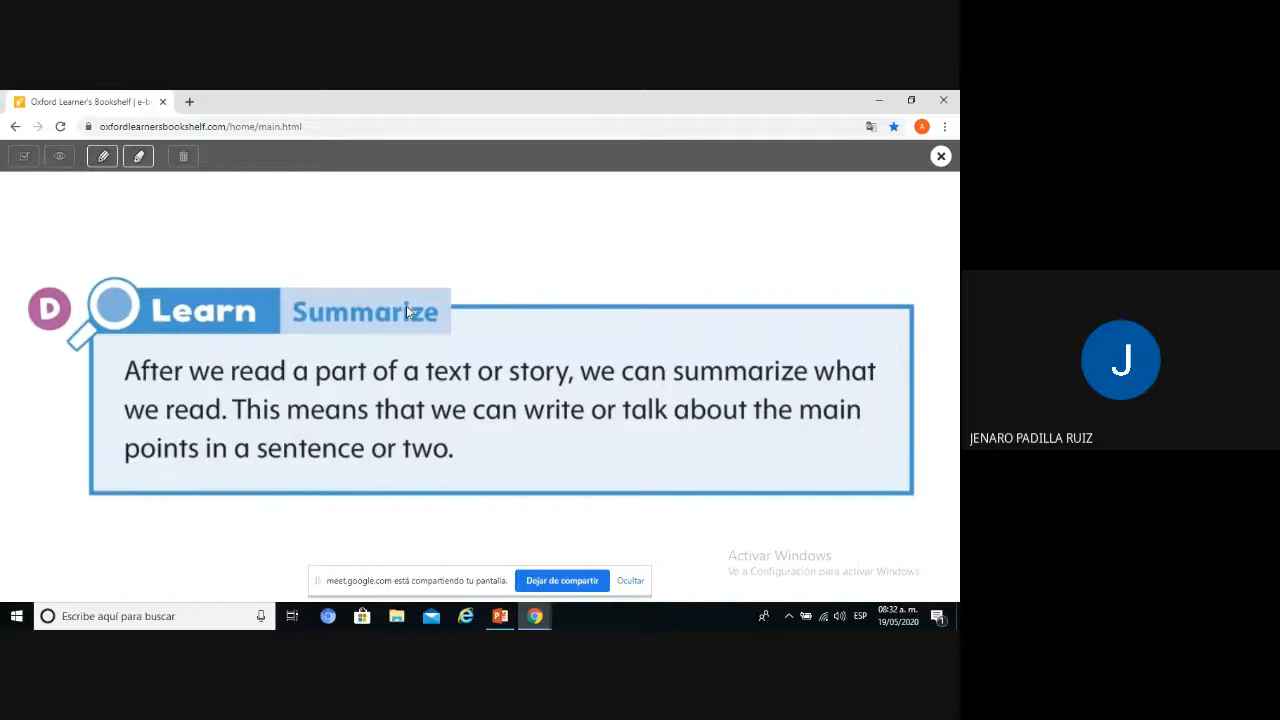 Oxford Learner's Bookshelf | e-b
oxfordlearnersbookshelf.com/home/main.html
A
D
Learn Summarize
After we read a part of a text or story, we can summarize what
we read. This means that we can write or talk about the main
points in a sentence or two.
J
JENARO PADILLA RUIZ
Activar Windows
Ve a Configuración para activar Windows
meet.google.com está compartiendo tu pantalla.
Dejar de compartir
Ocultar
Escribe aquí para buscar
ESP
08:32 a. m.
19/05/2020
1